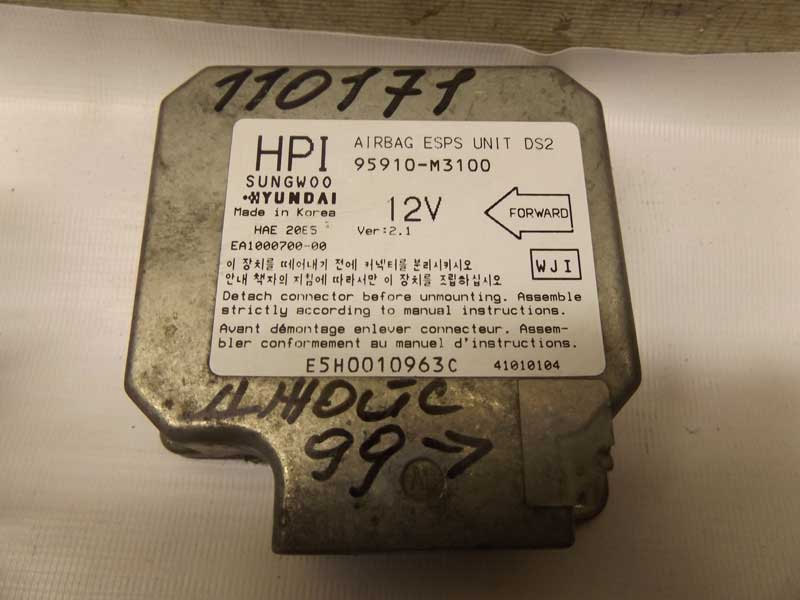 110171
HPI AIRBAG ESPS UNIT DS2
95910-M3100
SUNGWOO
HYUNDAI
Made in Korea
12V
FORWARD
HAE 20E5 Ver:2.1
EA1000700-00
이 장치를 떼어내기 전에 커넥터를 분리시키시오
안내 책자의 지침에 따라서만 이 장치를 조립하십시오
WJI
Detach connector before unmounting. Assemble
strictly according to manual instructions.
Avant démontage enlever connecteur. Assem-
bler conformement au manuel d'instructions.
E5H0010963C 41010104
Джойс
99->